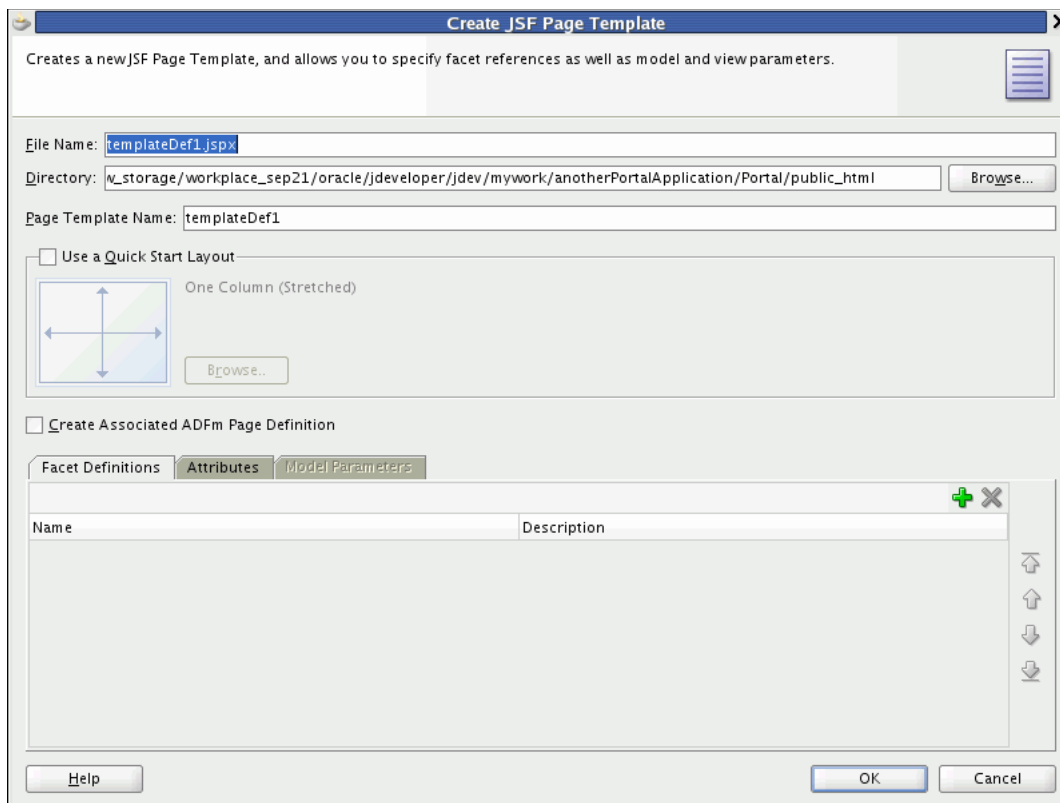 Create JSF Page Template
Creates a new JSF Page Template, and allows you to specify facet references as well as model and view parameters.
File Name: templateDef1.jspx
Directory: w_storage/workplace_sep21/oracle/jdeveloper/jdev/mywork/anotherPortalApplication/Portal/public_html Browse...
Page Template Name: templateDef1
Use a Quick Start Layout
One Column (Stretched)
Browse..
Create Associated ADFm Page Definition
Facet Definitions Attributes Model Parameters
Name Description
Help OK Cancel